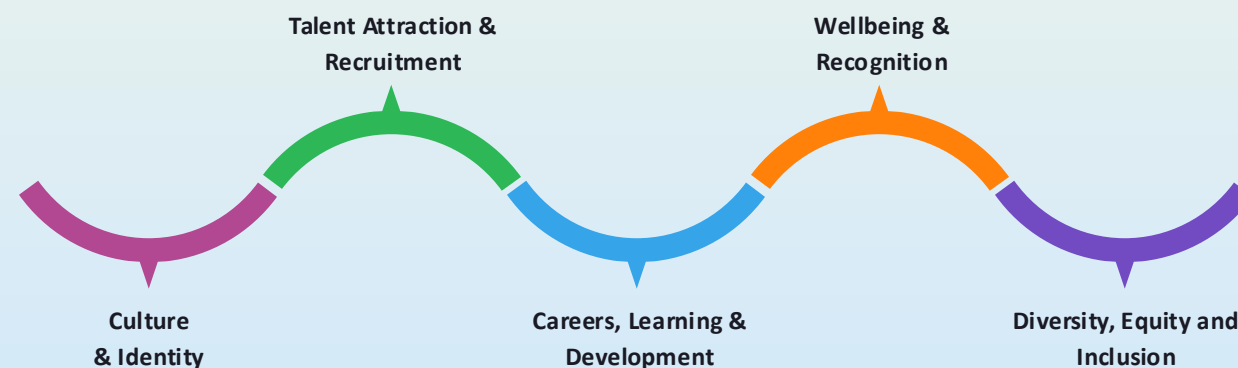 Talent Attraction &
Recruitment
Wellbeing &
Recognition
Culture
& Identity
Careers, Learning &
Development
Diversity, Equity and
Inclusion